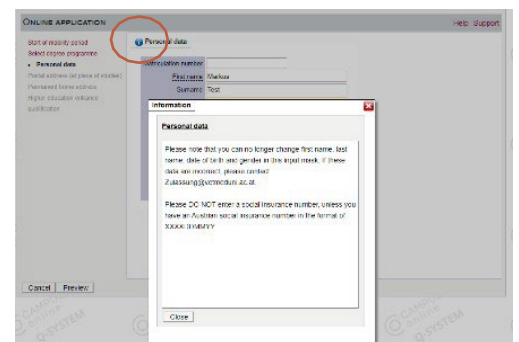 ONLINE APPLICATION
Help Support
Start of mobility period
Select degree programme
Personal data
Postal address (at place of studies)
Permanent home address
Higher education entrance
qualification
Personal data
Matriculation number
First name Markus
Surname Test
Information
Personal data
Please note that you can no longer change first name, last
name, date of birth and gender in this input mask. If these
data are incorrect, please contact
Zulassung@vetmeduni.ac.at.
Please DO NOT enter a social insurance number, unless you
have an Austrian social insurance number in the format of
Close
Cancel Preview
CAMPUS
online
Q-SYSTEM
CAMPUS
online
Q-SYSTEM